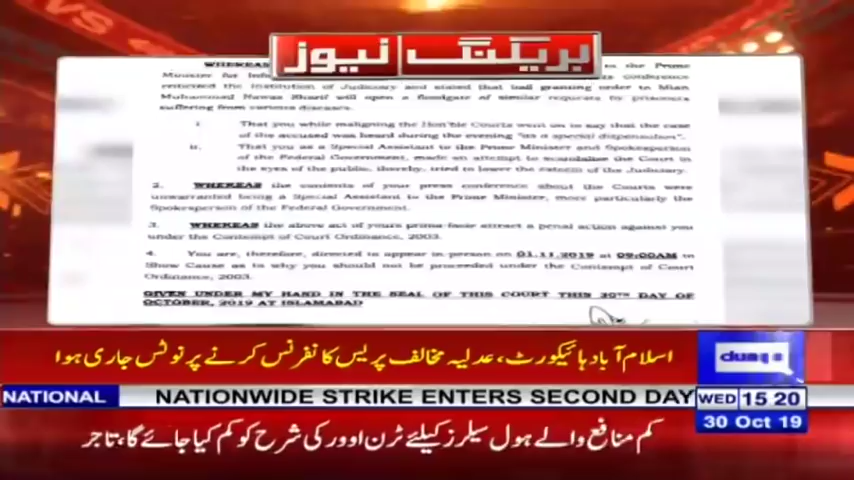 بریکنگ نیوز
WHEREAS to the Prime
Minister for conference
the Institution of Judiciary and stated that bail granting order to Mian
Muhammad Nawaz Sharif will open a floodgate of similar requests by prisoners
suffering from various diseases.
i. That you while maligning the Hon'ble Courts went on to say that the case
of the accused was heard during the evening "as a special dispensation".
ii. That you as a Special Assistant to the Prime Minister and Spokesperson
of the Federal Government, made an attempt to scandalize the Court in
the eyes of the public, thereby, tried to lower the esteem of the Judiciary.
2. WHEREAS the contents of your press conference about the Courts were
unwarranted being a Special Assistant to the Prime Minister, more particularly the
Spokesperson of the Federal Government.
3. WHEREAS the above act of yours prima-facie attract a penal action against you
under the Contempt of Court Ordinance, 2003.
4. You are, therefore, directed to appear in person on 01.11.2019 at 09:00AM to
Show Cause as to why you should not be proceeded under the Contempt of Court
Ordinance, 2003.
GIVEN UNDER MY HAND IN THE SEAL OF THIS COURT THIS 30TH DAY OF
OCTOBER, 2019 AT ISLAMABAD
اسلام آباد ہائیکورٹ، عدلیہ مخالف پریس کانفرنس کرنے پر نوٹس جاری ہوا
dunya
NATIONAL NATIONWIDE STRIKE ENTERS SECOND DAY WED 15 20
کم منافع والے ہول سیلرز کیلئے ٹرن اوور کی شرح کو کم کیا جائے گا، تاجر
30 Oct 19